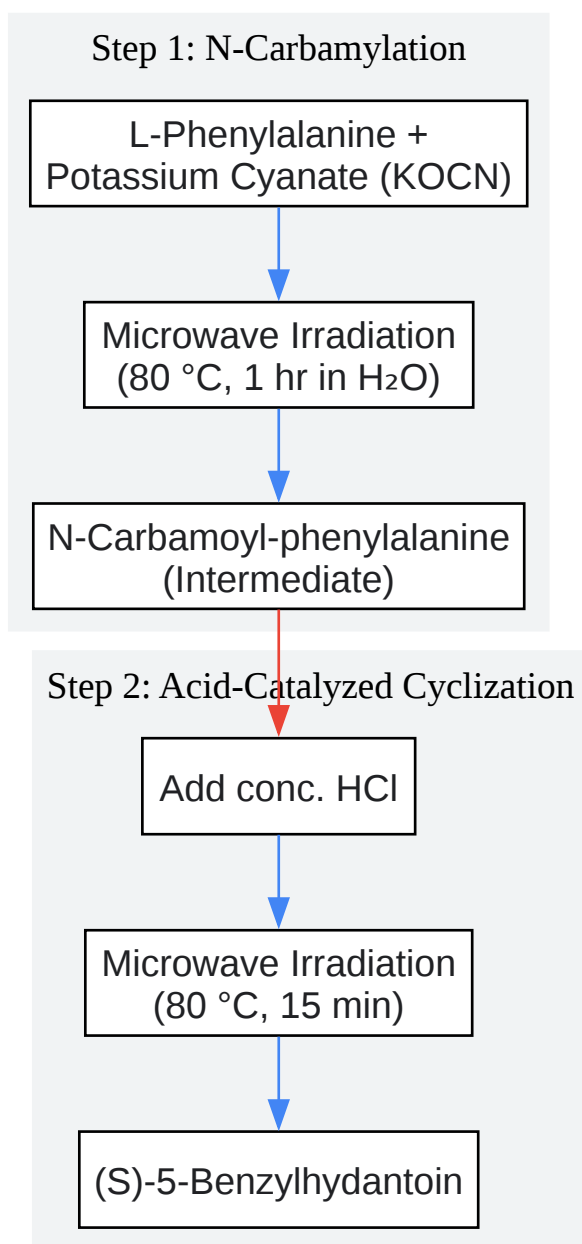 Step 1: N-Carbamylation
L-Phenylalanine +
Potassium Cyanate (KOCN)
Microwave Irradiation
(80 °C, 1 hr in H₂O)
N-Carbamoyl-phenylalanine
(Intermediate)
Step 2: Acid-Catalyzed Cyclization
Add conc. HCl
Microwave Irradiation
(80 °C, 15 min)
(S)-5-Benzylhydantoin